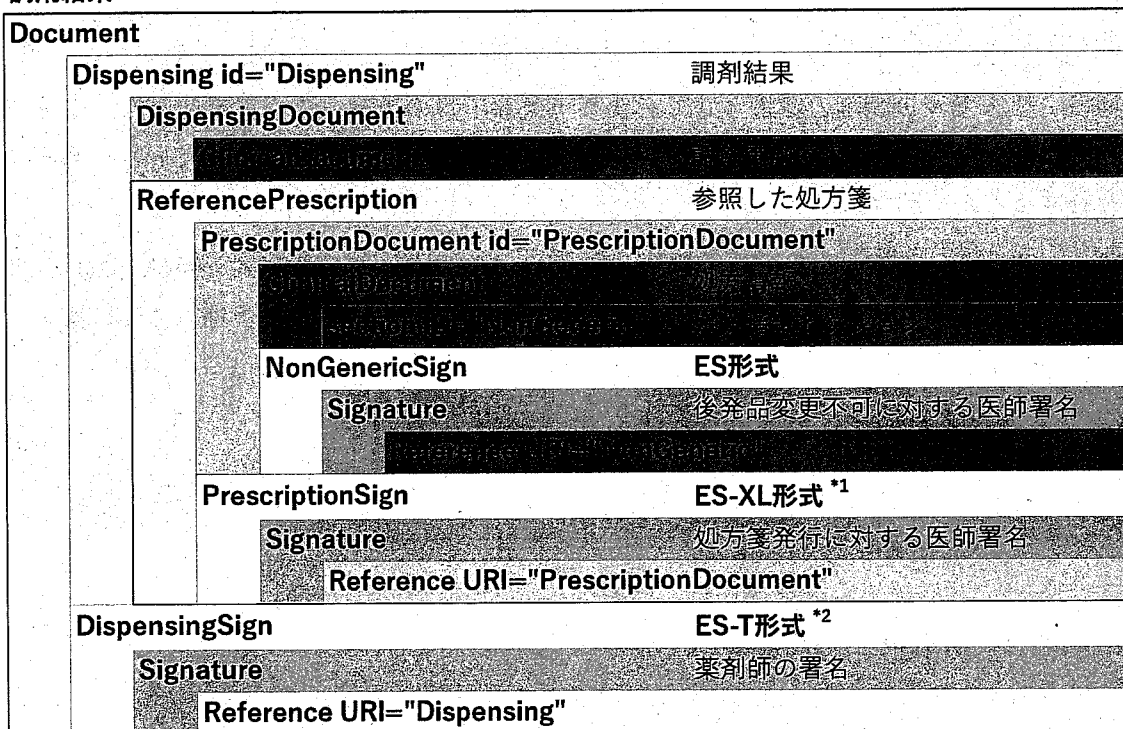 Document
Dispensing id="Dispensing" 調剤結果
DispensingDocument
ReferencePrescription 参照した処方箋
PrescriptionDocument id="PrescriptionDocument"
NonGenericSign ES形式
Signature 後発品変更不可に対する医師署名
PrescriptionSign ES-XL形式 *1
Signature 処方箋発行に対する医師署名
Reference URI="PrescriptionDocument"
DispensingSign ES-T形式 *2
Signature 薬剤師の署名
Reference URI="Dispensing"